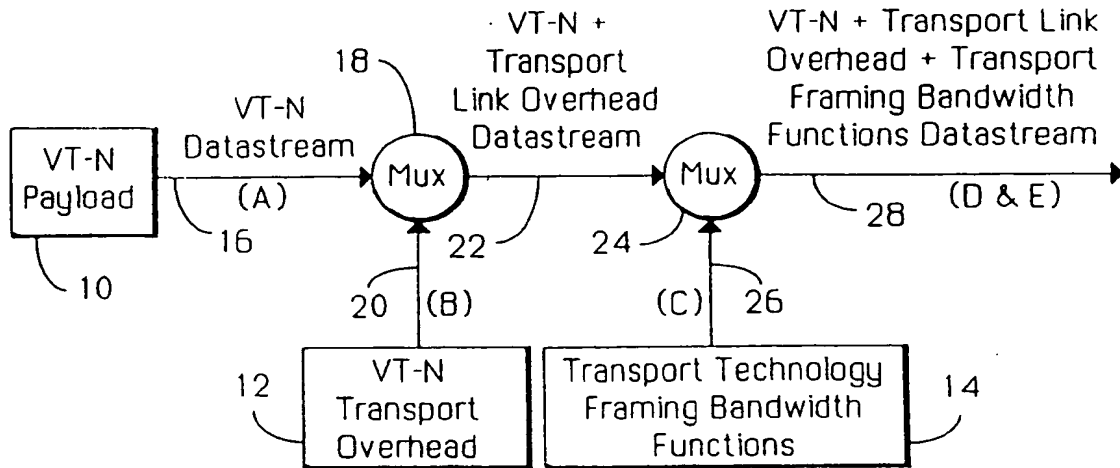 VT-N +
Transport
Link Overhead
Datastream
VT-N + Transport Link
Overhead + Transport
Framing Bandwidth
Functions Datastream
18
VT-N
Datastream
VT-N
Payload
Mux
Mux
(A)
(D & E)
10
16
22
24
28
20
(B)
(C)
26
12
VT-N
Transport
Overhead
Transport Technology
Framing Bandwidth
Functions
14